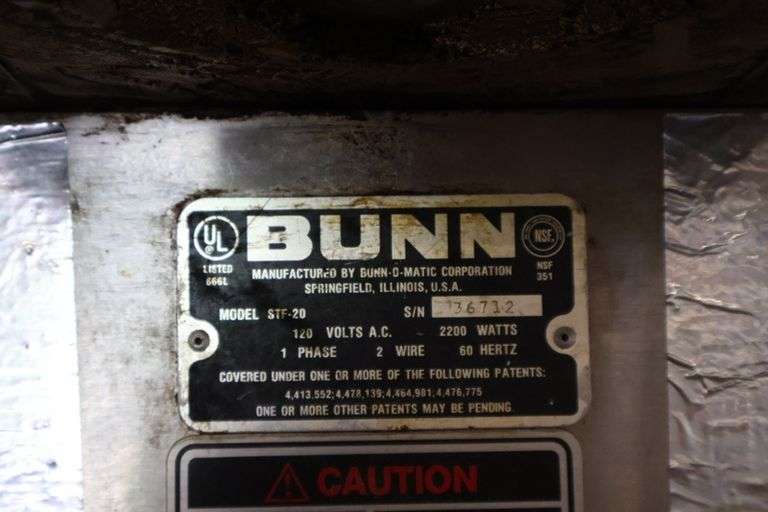 UL
LISTED
666L
BUNN
NSF
NSF
351
MANUFACTURED BY BUNN-O-MATIC CORPORATION
SPRINGFIELD, ILLINOIS, U.S.A.
MODEL STF-20 S/N 36712
120 VOLTS A.C. 2200 WATTS
1 PHASE 2 WIRE 60 HERTZ
COVERED UNDER ONE OR MORE OF THE FOLLOWING PATENTS:
4,413,552; 4,478,139; 4,464,981; 4,476,775
ONE OR MORE OTHER PATENTS MAY BE PENDING
CAUTION